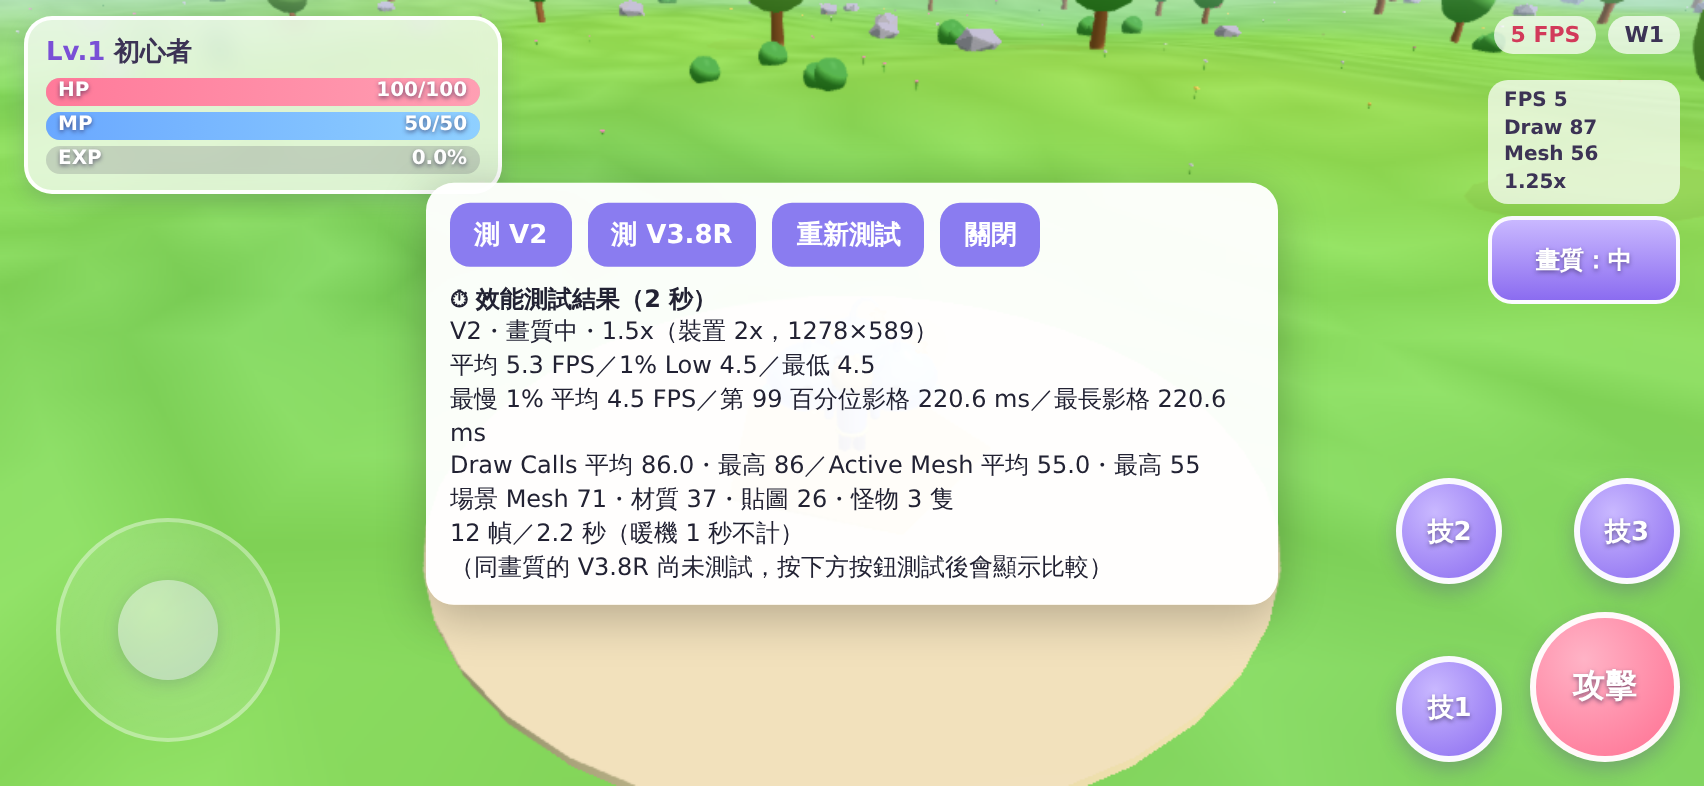 Lv.1 初心者
HP 100/100
MP 50/50
EXP 0.0%
5 FPS
W1
FPS 5
Draw 87
Mesh 56
1.25x
畫質：中
測 V2
測 V3.8R
重新測試
關閉
⏱ 效能測試結果（2 秒）
V2・畫質中・1.5x（裝置 2x，1278×589）
平均 5.3 FPS／1% Low 4.5／最低 4.5
最慢 1% 平均 4.5 FPS／第 99 百分位影格 220.6 ms／最長影格 220.6
ms
Draw Calls 平均 86.0・最高 86／Active Mesh 平均 55.0・最高 55
場景 Mesh 71・材質 37・貼圖 26・怪物 3 隻
12 幀／2.2 秒（暖機 1 秒不計）
（同畫質的 V3.8R 尚未測試，按下方按鈕測試後會顯示比較）
技2
技3
技1
攻擊